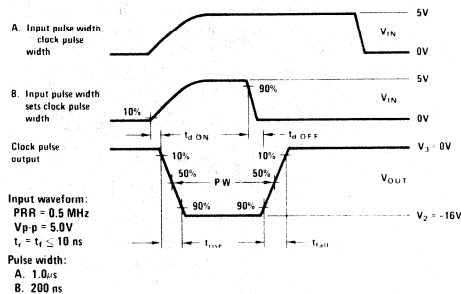 A. Input pulse width
clock pulse
width
5V
VIN
0V
B. Input pulse width
sets clock pulse
width
10%
90%
5V
VIN
0V
td ON
td OFF
Clock pulse
output
V3 = 0V
10%
10%
50%
PW
50%
VOUT
90%
90%
V2 = -16V
trise
tfall
Input waveform:
PRR = 0.5 MHz
Vp-p = 5.0V
tr = tf ≤ 10 ns
Pulse width:
A. 1.0μs
B. 200 ns